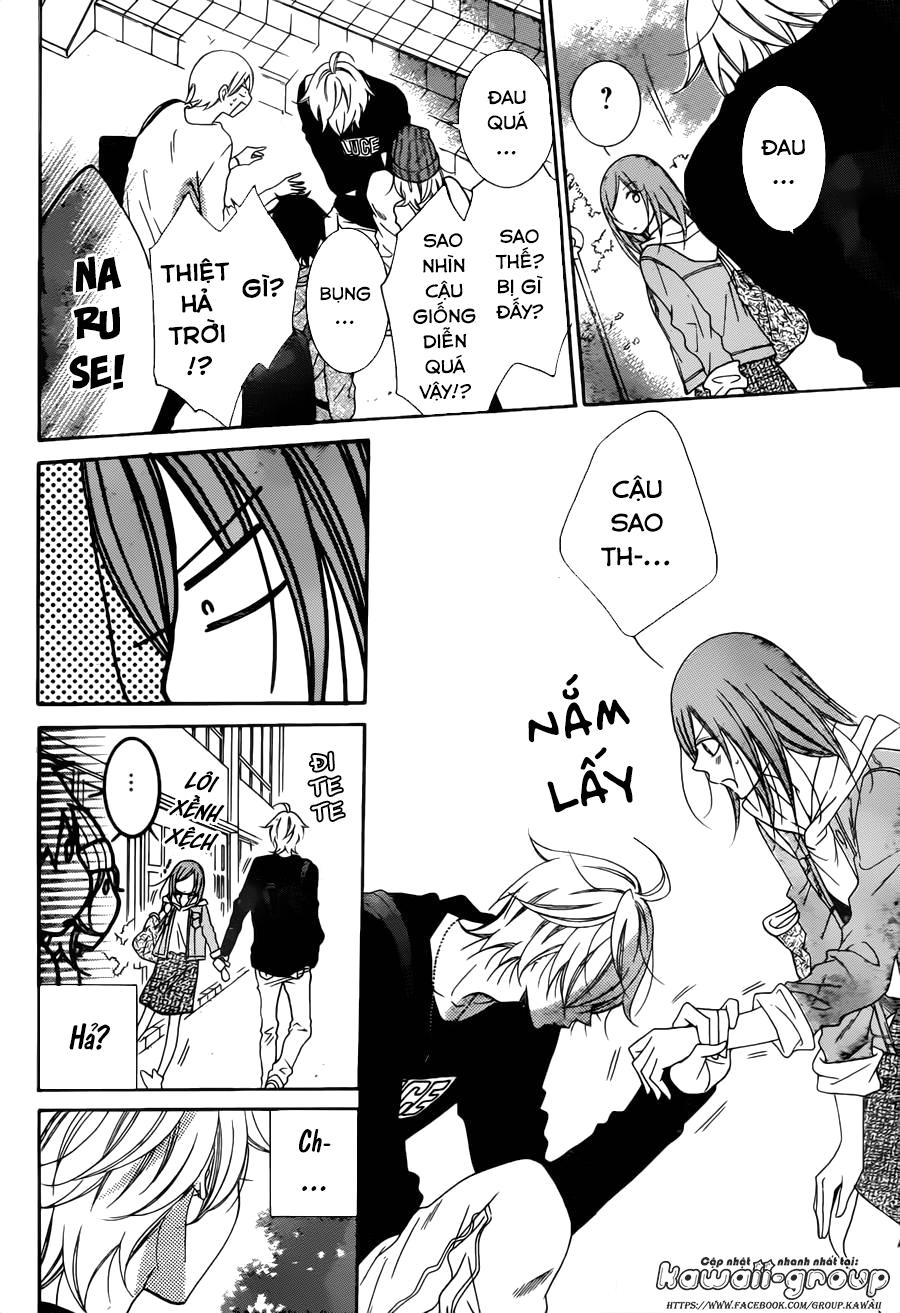 ĐAU
...
?
ĐAU
QUÁ
...
SAO
THẾ?
BỊ GÌ
ĐẤY?
SAO
NHÌN
CẬU
GIỐNG
DIỄN
QUÁ
VẬY!?
BỤNG
...
GÌ?
THIỆT
HẢ
TRỜI
!?
NA
RU
SE!
LUCE
CẬU
SAO
TH-...
NẮM
LẤY
CE
ĐI
TE
TE
LÔI
XỀNH
XỆCH
...
Hả?
Ch-
...
Cập nhật nhanh nhất tại:
Kawaii-group
HTTPS://WWW.FACEBOOK.COM/GROUP.KAWAII